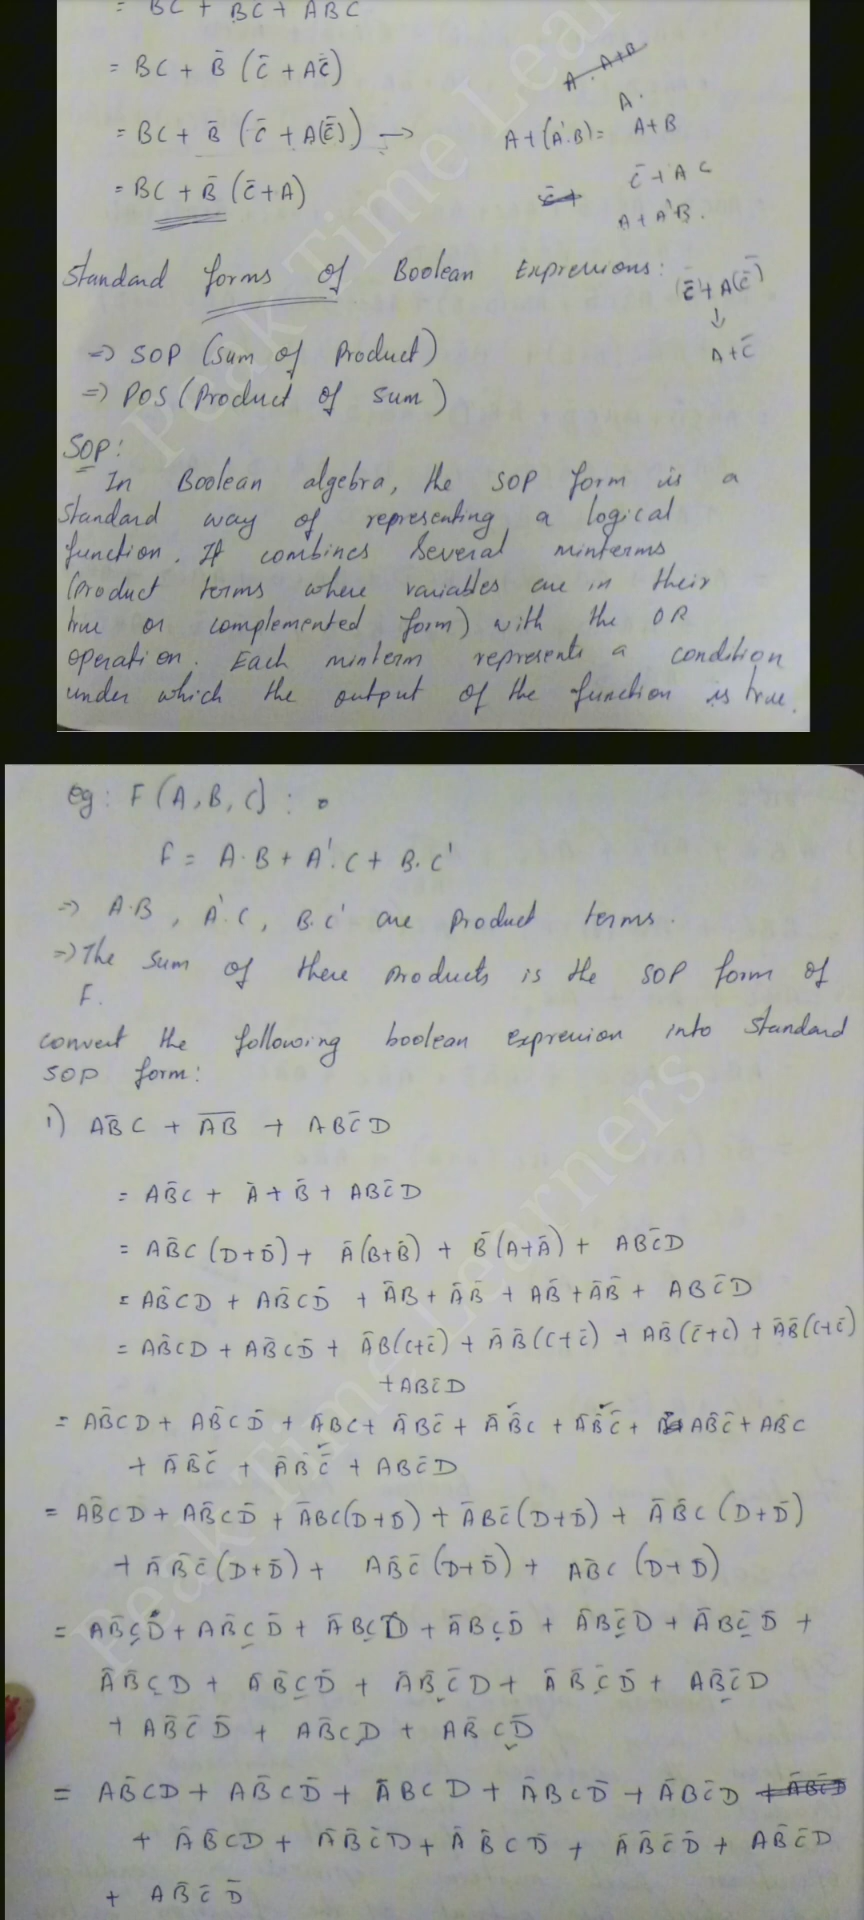 = BC + B̄C̄ + AB̄C
= BC + B̄ (C̄ + AC̿)
= BC + B̄ (C̄ + A(C̿)) →
= BC + B̄ (C̄+A)
A+(A'.B)=
A.
A+B
C̄ + A C
A + A'B.
(C̄)+A(C̿)
↓
A+C̄
Standard forms of Boolean Expressions:
=> SOP (Sum of Product)
=> POS (Product of Sum)
SOP:
In Boolean algebra, the SOP form is a
standard way of representing a logical
function. It combines several minterms
(product terms where variables are in their
true or complemented form) with the OR
operation. Each minterm represents a condition
under which the output of the function is true.
eg: F(A,B,C) :
F = A·B + A'.C + B.C'
=> A·B, A'.C, B.C' are product terms.
=> The sum of these products is the SOP form of
F.
convert the following boolean expression into standard
SOP form:
1) AB̄C + A̅B̅ + ABC̄D
= AB̄C + Ā + B̄ + ABC̄D
= AB̄C (D+D̄) + Ā(B+B̄) + B̄(A+Ā) + ABC̄D
= AB̄CD + AB̄CD̄ + ĀB + ĀB̄ + AB̄ + ĀB̄ + ABC̄D
= AB̄CD + AB̄CD̄ + ĀB(C+C̄) + ĀB̄(C+C̄) + AB̄(C̄+C) + ĀB̄(C+C̄)
+ABC̄D
= AB̄CD + AB̄CD̄ + ĀBC + ĀBC̄ + ĀB̄C + ĀB̄C̄ + AB̄C̄ + AB̄C
+ ĀB̄C + ĀB̄C̄ + ABC̄D
= AB̄CD + AB̄CD̄ + ĀBC(D+D̄) + ĀBC̄(D+D̄) + ĀB̄C (D+D̄)
+ ĀB̄C̄(D+D̄) + AB̄C̄(D+D̄) + AB̄C (D+D̄)
= AB̄CD + AB̄CD̄ + ĀBCD + ĀBCD̄ + ĀBC̄D + ĀBC̄D̄ +
ĀB̄CD + ĀB̄CD̄ + ĀB̄C̄D + ĀB̄C̄D̄ + AB̄C̄D
+ AB̄C̄D̄ + AB̄CD + AB̄CD̄
= AB̄CD + AB̄CD̄ + ĀBCD + ĀBCD̄ + ĀBC̄D
+ ĀB̄CD + ĀB̄C̄D + ĀB̄CD̄ + ĀB̄C̄D̄ + AB̄C̄D
+ AB̄C̄D̄
Peak Time Learners